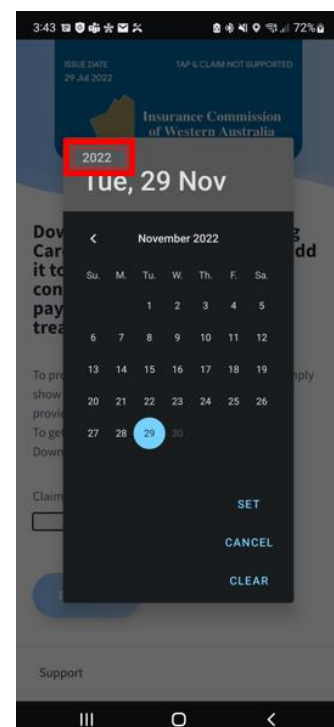 3:43
72%
ISSUE DATE
TAP & CLAIM NOT SUPPORTED
29 Jul 2022
Insurance Commission
of Western Australia
2022
Tue, 29 Nov
November 2022
Su. M. Tu. W. Th. F. Sa.
1 2 3 4 5
6 7 8 9 10 11 12
13 14 15 16 17 18 19
20 21 22 23 24 25 26
27 28 29 30
SET
CANCEL
CLEAR
Claim
Support